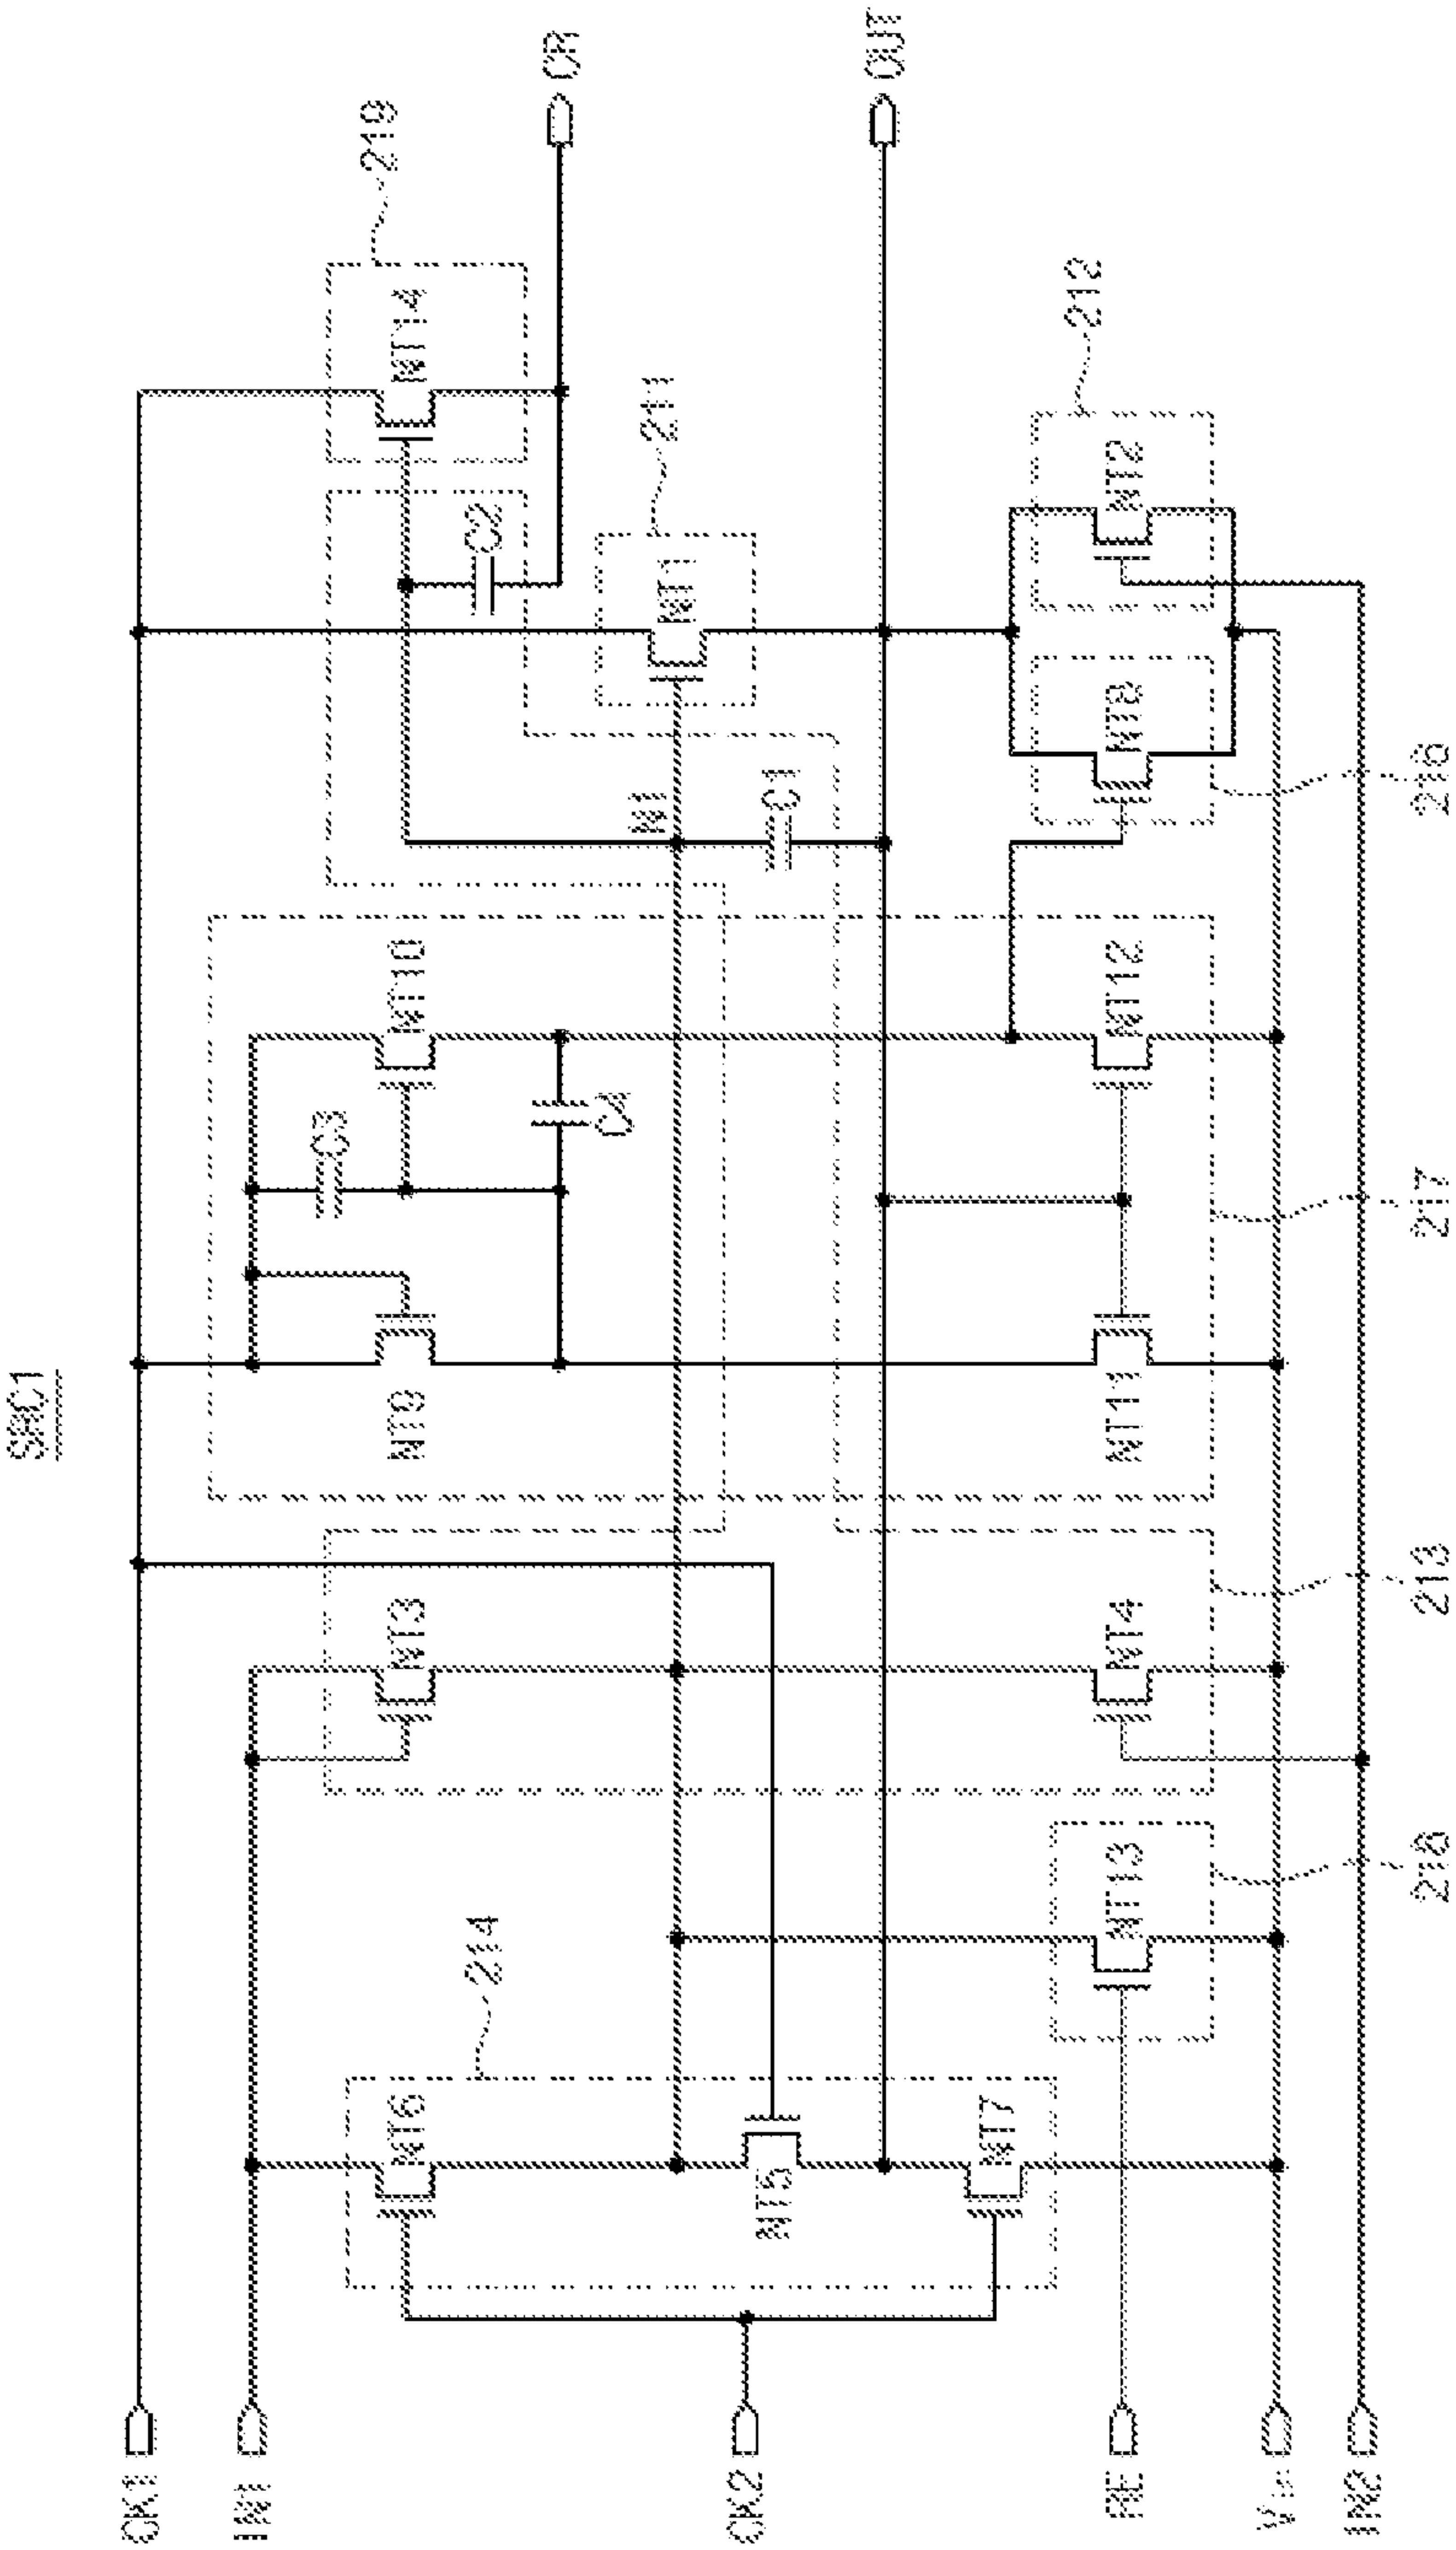 SRC1
CK1
IN1
CK2
RE
IN2
CR
OUT
214
NT6
NT5
NT7
218
NT13
213
NT3
NT4
217
NT9
C3
NT10
C4
NT11
NT12
N1
C1
C2
219
NT14
211
NT1
216
NT8
212
NT2